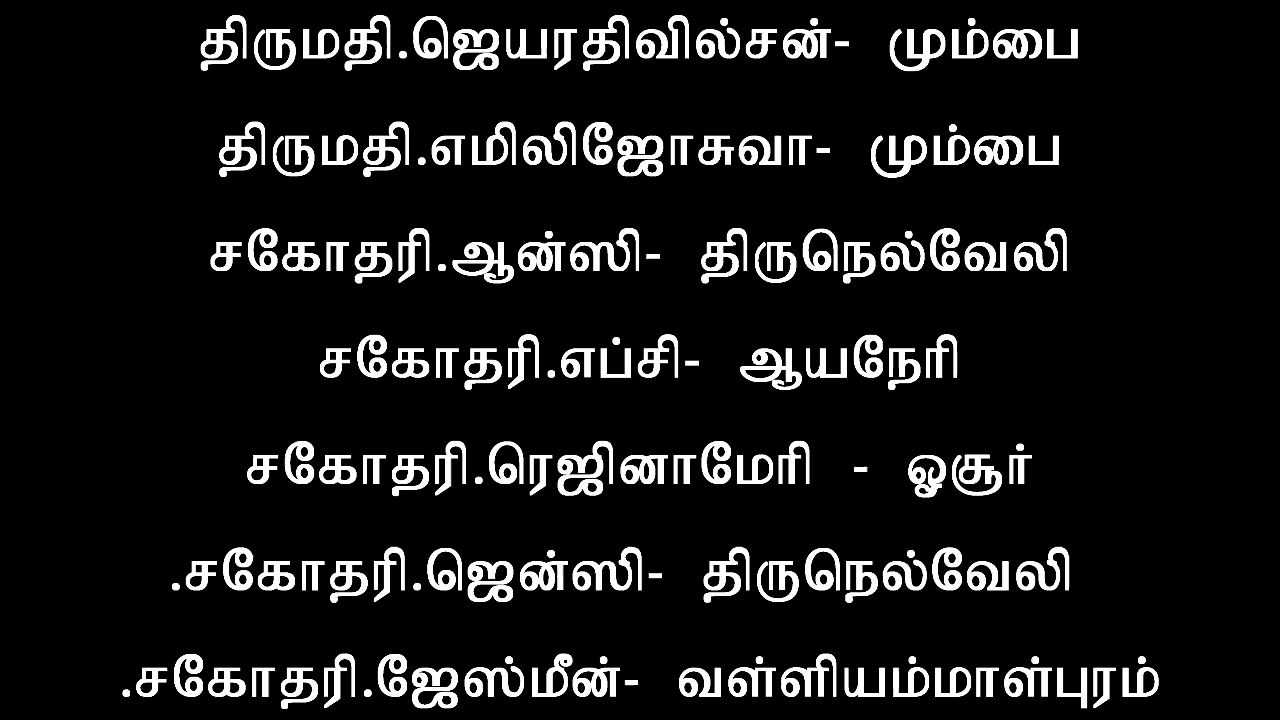 திருமதி.ஜெயரதிவில்சன்- மும்பை
திருமதி.எமிலிஜோசுவா- மும்பை
சகோதரி.ஆன்ஸி- திருநெல்வேலி
சகோதரி.எப்சி- ஆயநேரி
சகோதரி.ரெஜினாமேரி - ஓசூர்
.சகோதரி.ஜென்ஸி- திருநெல்வேலி
.சகோதரி.ஜேஸ்மீன்- வள்ளியம்மாள்புரம்